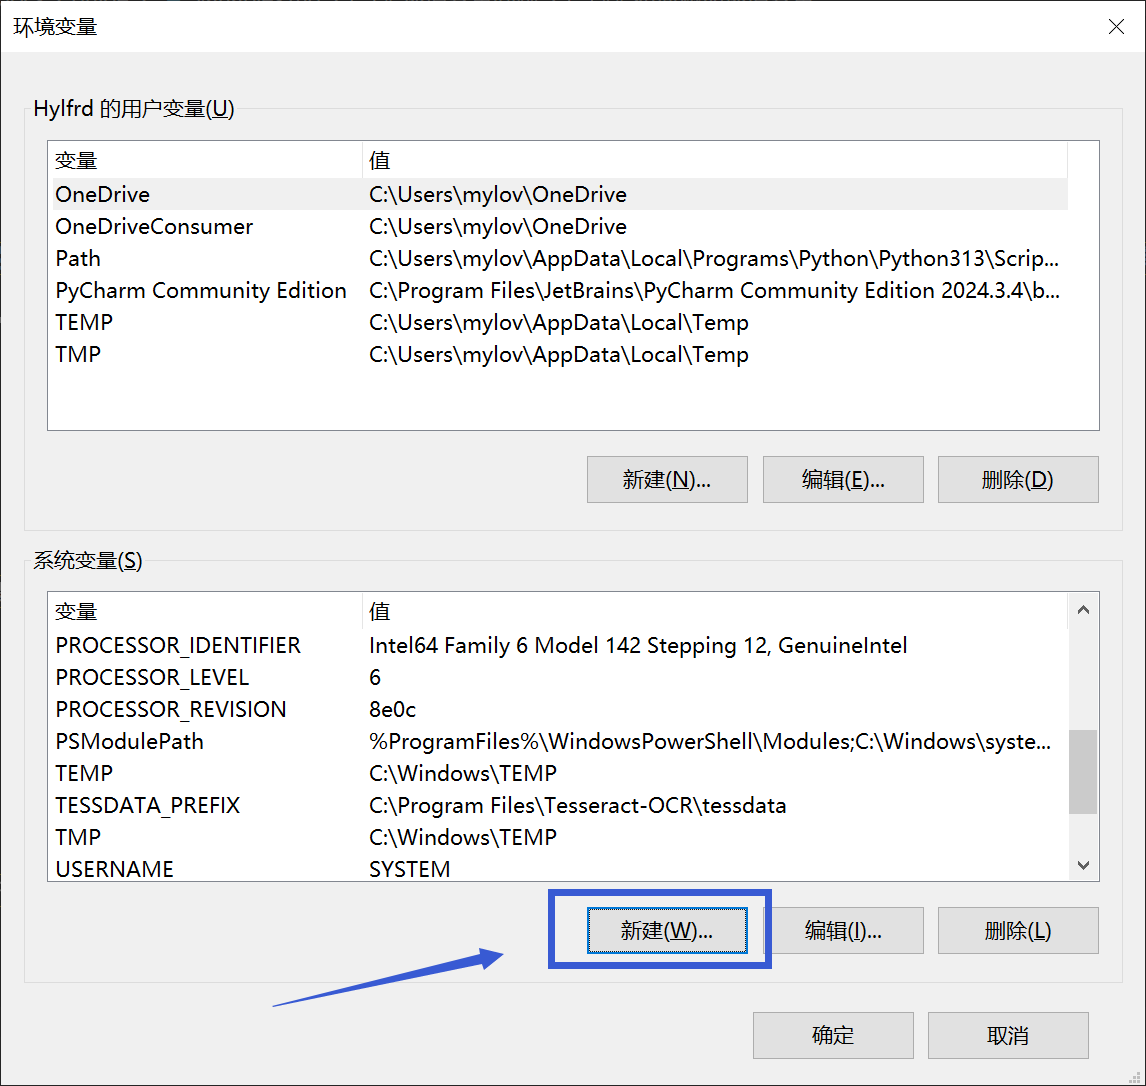 环境变量
Hylfrd 的用户变量(U)
变量 值
OneDrive C:\Users\mylov\OneDrive
OneDriveConsumer C:\Users\mylov\OneDrive
Path C:\Users\mylov\AppData\Local\Programs\Python\Python313\Scrip...
PyCharm Community Edition C:\Program Files\JetBrains\PyCharm Community Edition 2024.3.4\b...
TEMP C:\Users\mylov\AppData\Local\Temp
TMP C:\Users\mylov\AppData\Local\Temp
新建(N)... 编辑(E)... 删除(D)
系统变量(S)
变量 值
PROCESSOR_IDENTIFIER Intel64 Family 6 Model 142 Stepping 12, GenuineIntel
PROCESSOR_LEVEL 6
PROCESSOR_REVISION 8e0c
PSModulePath %ProgramFiles%\WindowsPowerShell\Modules;C:\Windows\syste...
TEMP C:\Windows\TEMP
TESSDATA_PREFIX C:\Program Files\Tesseract-OCR\tessdata
TMP C:\Windows\TEMP
USERNAME SYSTEM
新建(W)... 编辑(I)... 删除(L)
确定 取消